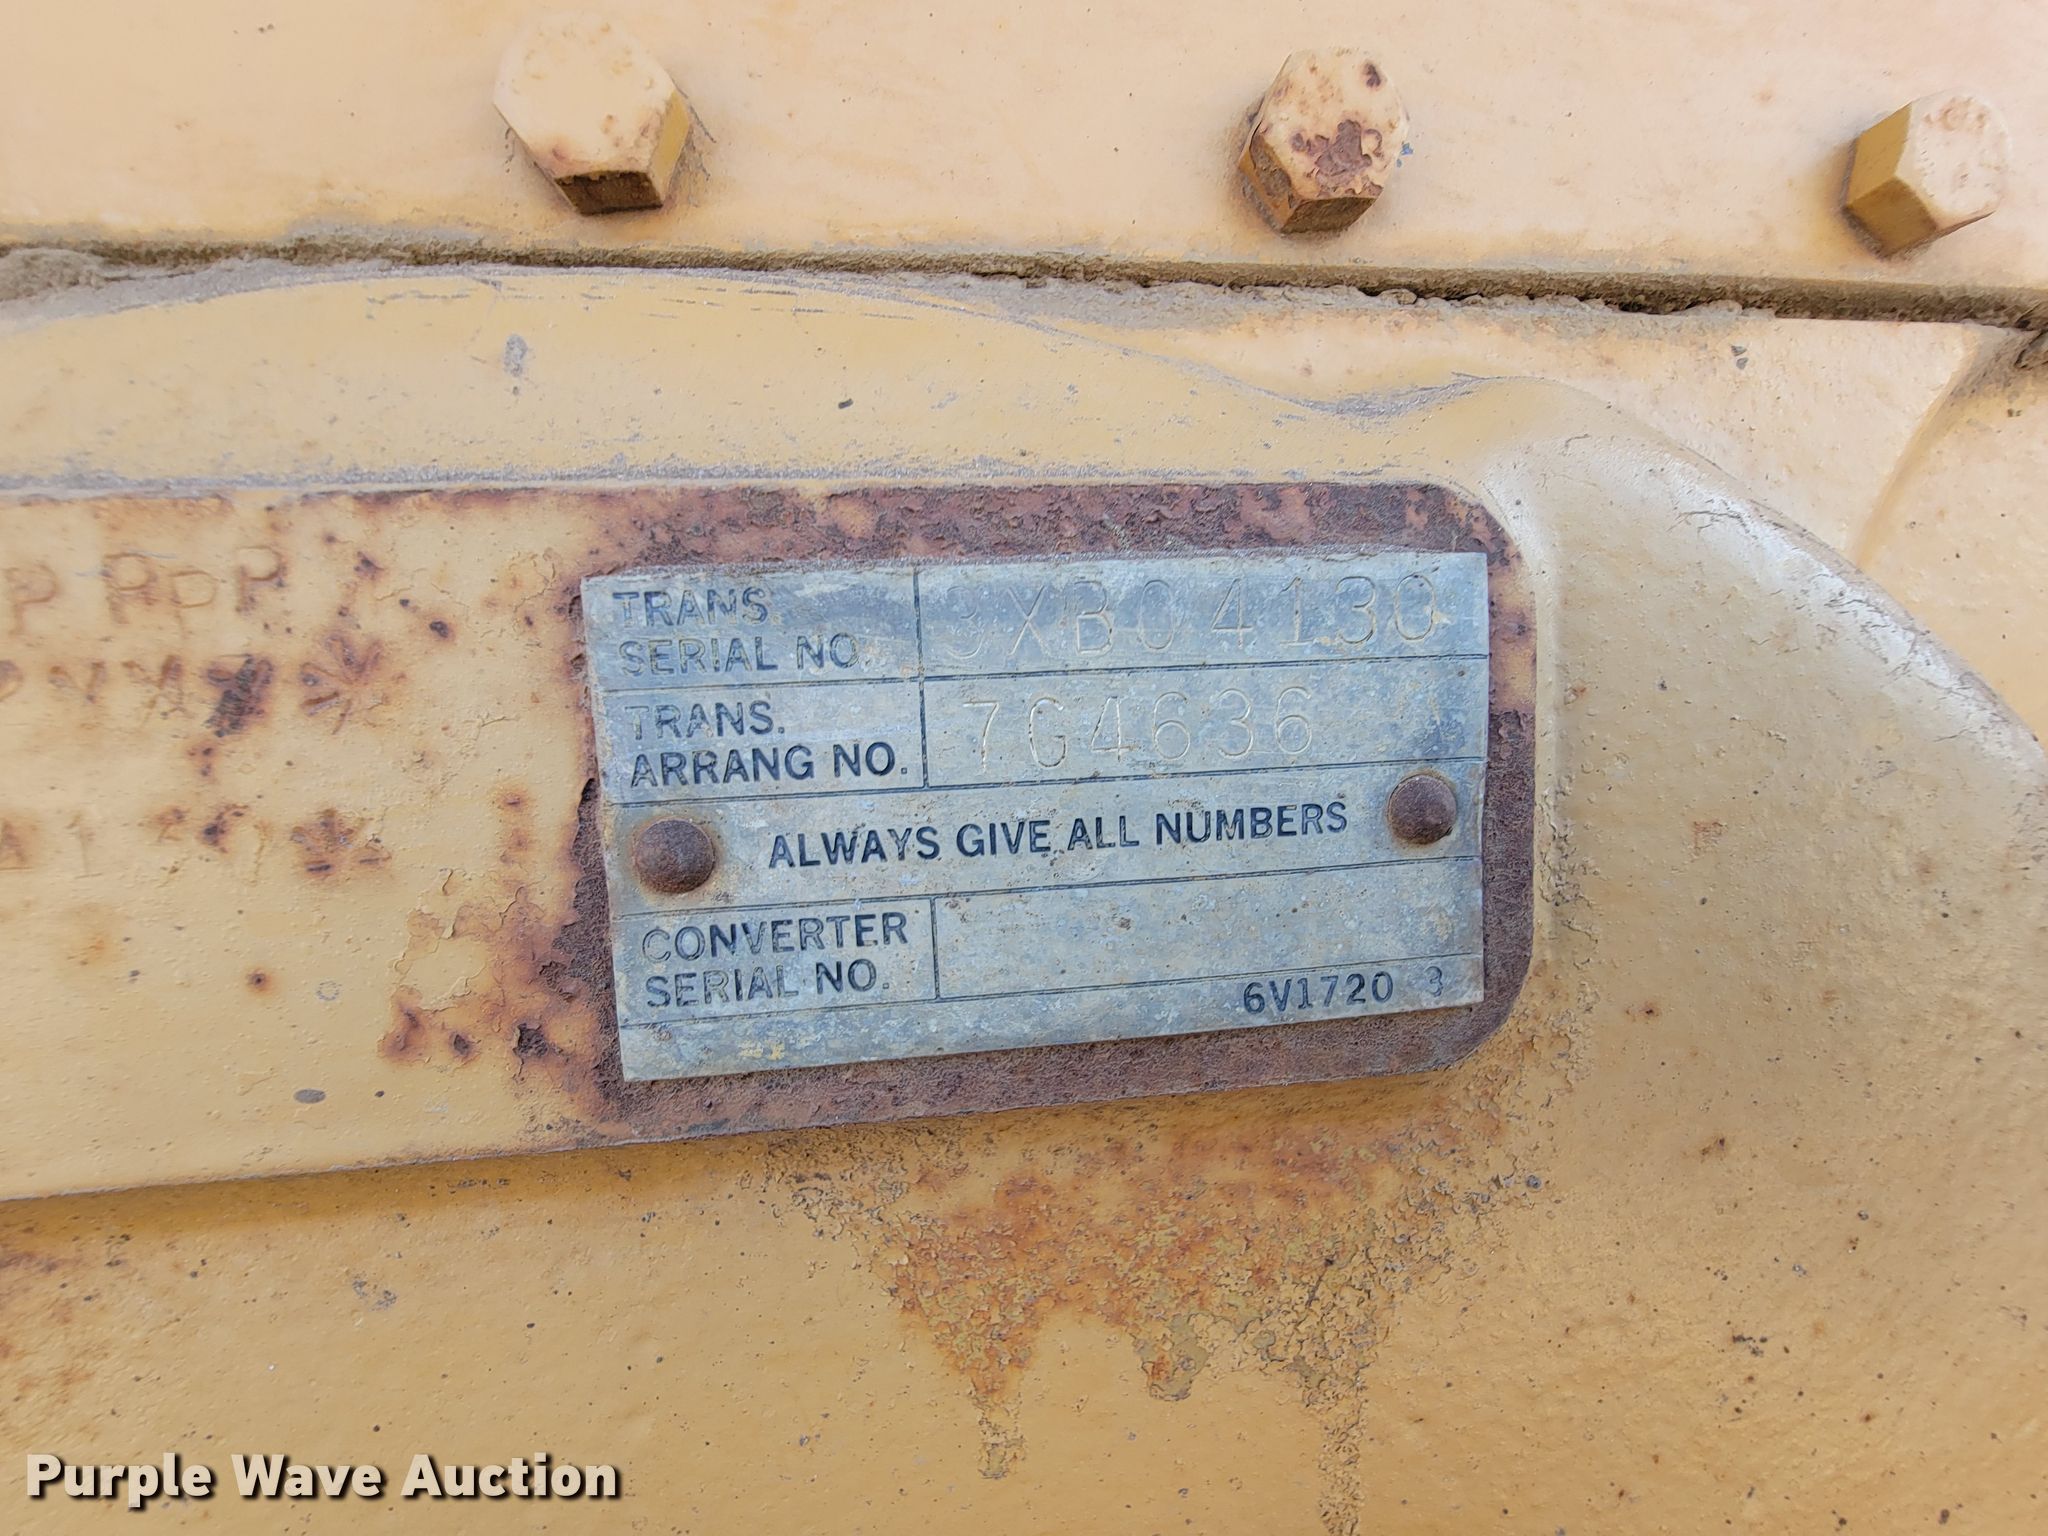 TRANS. SERIAL NO. 3XB04130
TRANS. ARRANG NO. 7G4636
ALWAYS GIVE ALL NUMBERS
CONVERTER SERIAL NO.
6V1720 3
Purple Wave Auction